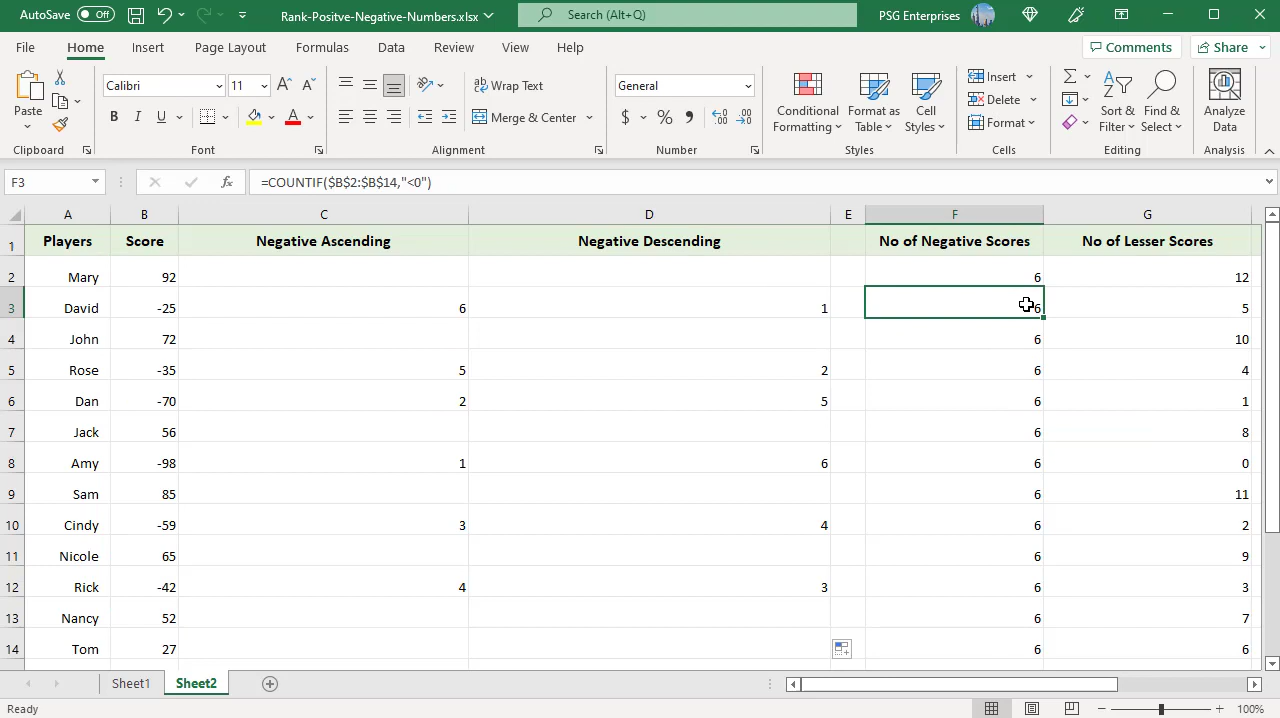 AutoSave Off Rank-Positve-Negative-Numbers.xlsx Search (Alt+Q) PSG Enterprises
File Home Insert Page Layout Formulas Data Review View Help Comments Share
Paste Calibri 11 Wrap Text General Conditional Formatting Format as Table Cell Styles Insert Sort & Filter Find & Select Analyze Data
B I U Merge & Center $ % Delete
Format
Clipboard Font Alignment Number Styles Cells Editing Analysis
F3 fx =COUNTIF($B$2:$B$14,"<0")
A B C D E F G
1 Players Score Negative Ascending Negative Descending No of Negative Scores No of Lesser Scores
2 Mary 92 6 12
3 David -25 6 1 6 5
4 John 72 6 10
5 Rose -35 5 2 6 4
6 Dan -70 2 5 6 1
7 Jack 56 6 8
8 Amy -98 1 6 6 0
9 Sam 85 6 11
10 Cindy -59 3 4 6 2
11 Nicole 65 6 9
12 Rick -42 4 3 6 3
13 Nancy 52 6 7
14 Tom 27 6 6
Sheet1 Sheet2
Ready 100%